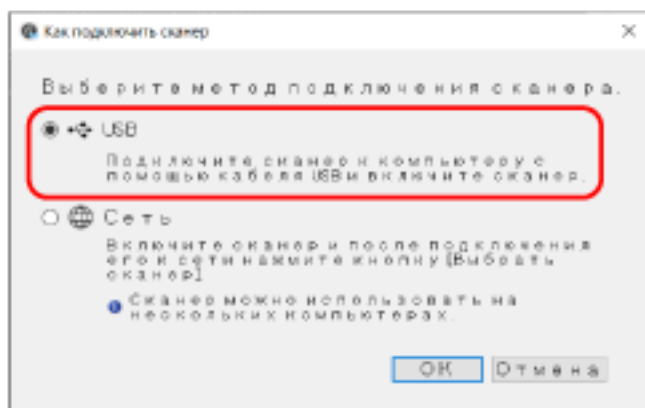 Как подключить сканер
Выберите метод подключения сканера.
USB
Подключите сканер к компьютеру с
помощью кабеля USB и включите сканер.
Сеть
Включите сканер и после подключения
его к сети нажмите кнопку [Выбрать
сканер]
Сканер можно использовать на
нескольких компьютерах.
OK
Отмена